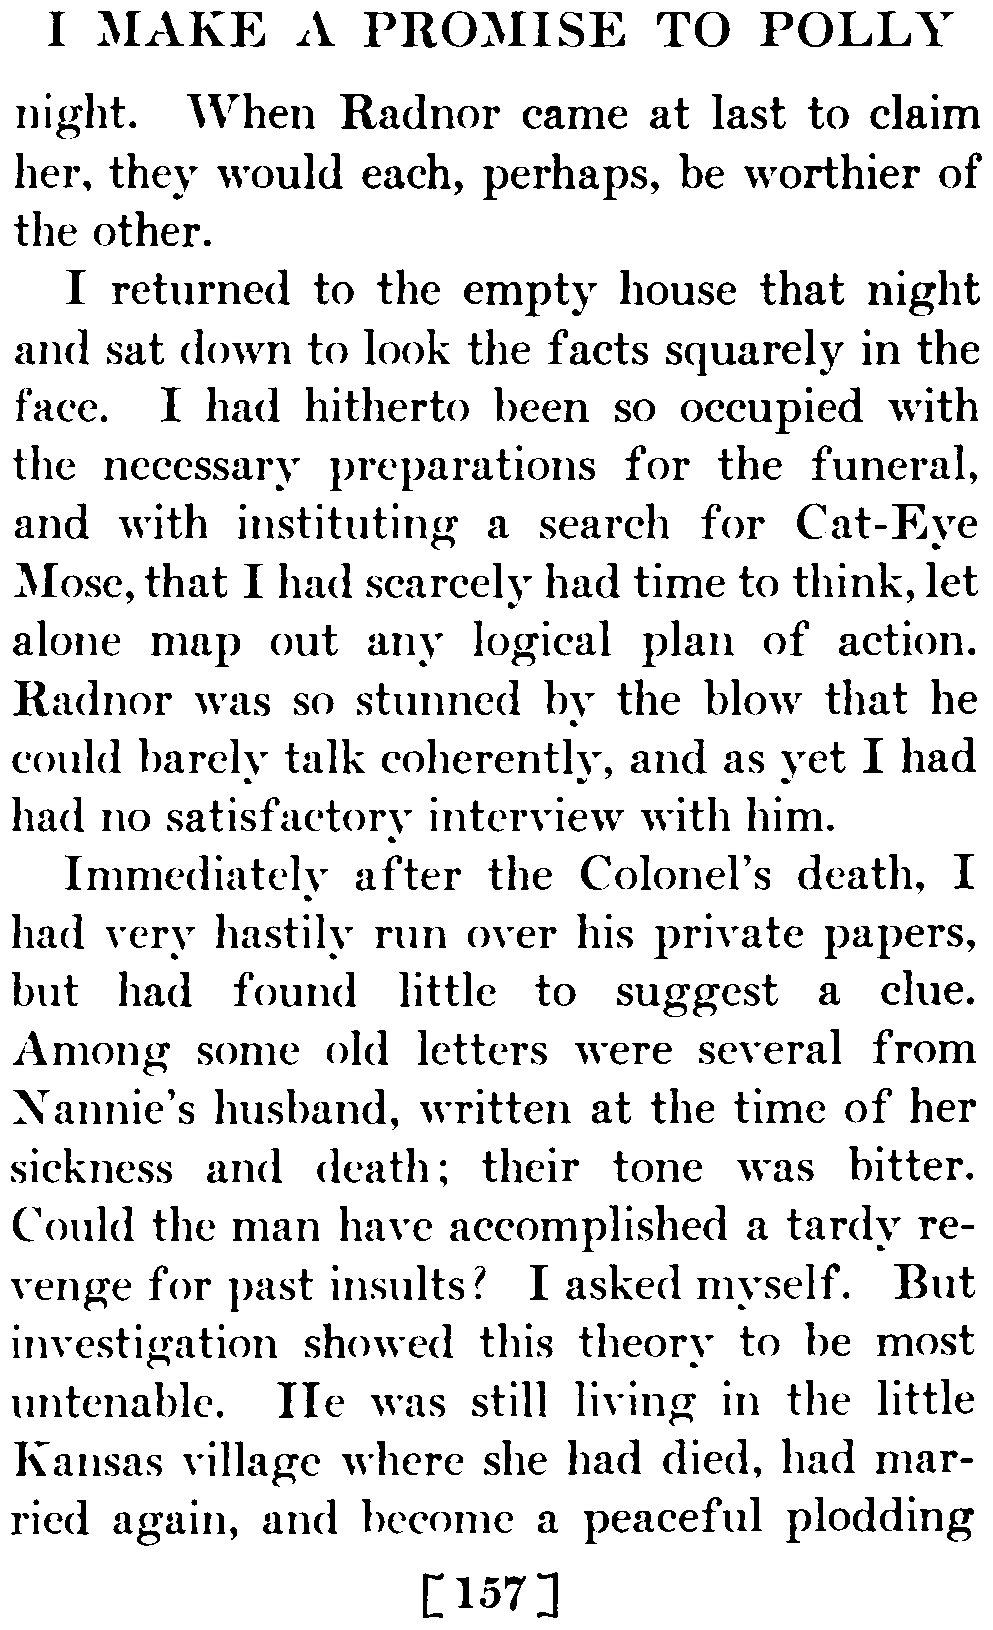 I MAKE A PROMISE TO POLLY
night. When Radnor came at last to claim
her, they would each, perhaps, be worthier of
the other.
I returned to the empty house that night
and sat down to look the facts squarely in the
face. I had hitherto been so occupied with
the necessary preparations for the funeral,
and with instituting a search for Cat-Eye
Mose, that I had scarcely had time to think, let
alone map out any logical plan of action.
Radnor was so stunned by the blow that he
could barely talk coherently, and as yet I had
had no satisfactory interview with him.
Immediately after the Colonel's death, I
had very hastily run over his private papers,
but had found little to suggest a clue.
Among some old letters were several from
Nannie's husband, written at the time of her
sickness and death; their tone was bitter.
Could the man have accomplished a tardy re-
venge for past insults? I asked myself. But
investigation showed this theory to be most
untenable. He was still living in the little
Kansas village where she had died, had mar-
ried again, and become a peaceful plodding
[157]